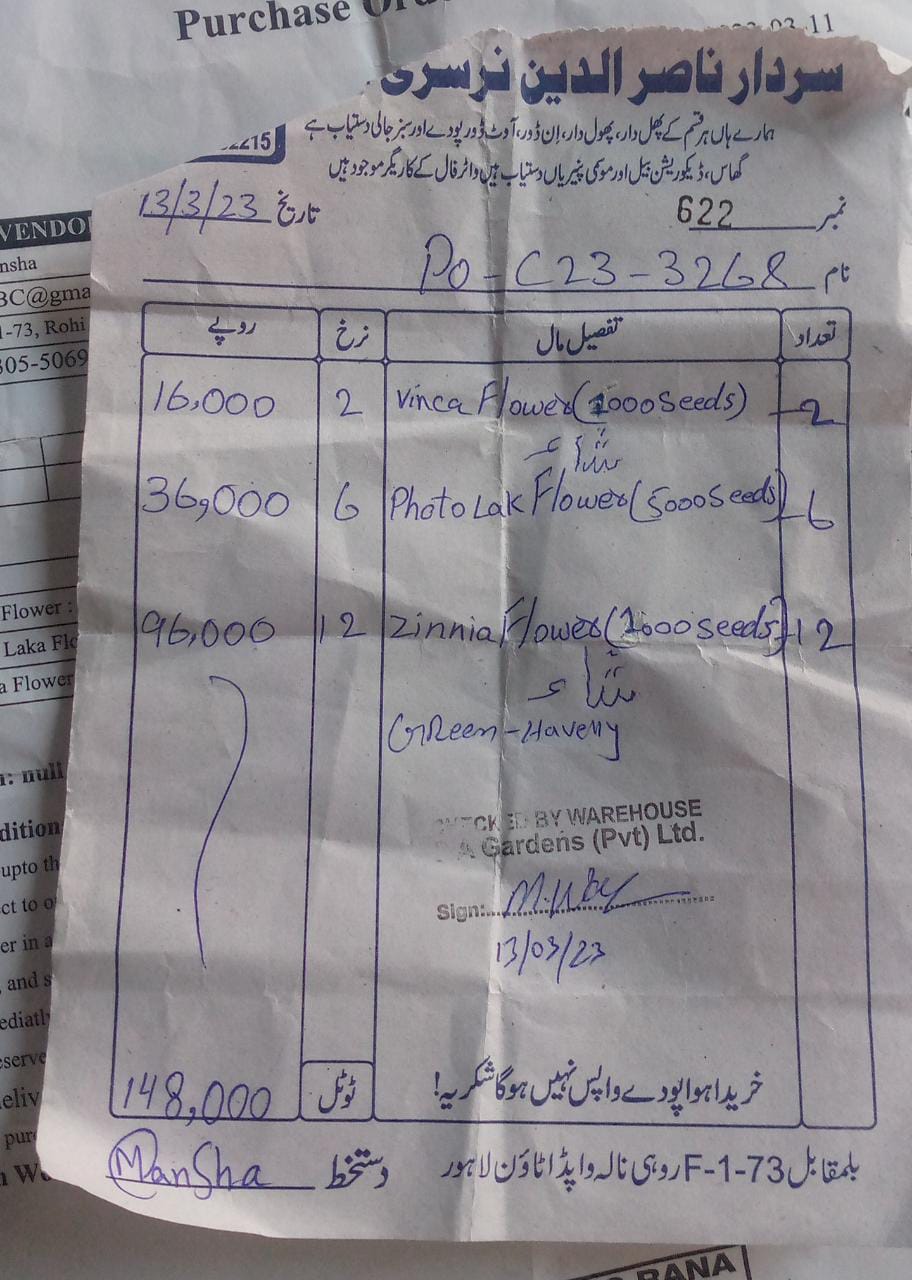 Purchase
03-11
سردار ناصر الدین نرسری
ہمارے ہاں ہر قسم کے پھل دار، پھول دار، اِن ڈور، آوٹ ڈور پودے اور سبز جالی دستیاب ہے
گھاس، ڈیکوریشن بیل اور موسمی پنیریاں دستیاب ہیں واٹر فال کے کاریگر موجود ہیں
2215
نمبر 622 تاریخ 13/3/23
نام PO-C23-3268
تعداد تفصیل مال نرخ روپے
2 Vinca Flower (1000 Seeds) 2 16,000
6 Photo Lak Flower (5000 Seeds) 6 36,000
12 Zinnia Flower (1000 Seeds) 12 96,000
GReen-Haveny
CHECKED BY WAREHOUSE
A Gardens (Pvt) Ltd.
Sign:
13/03/23
خریدا ہوا پودے واپس نہیں ہوگا شکریہ!
ٹوٹل 148,000
بلمقابل F-1-73 روہی نالہ واپڈا ٹاؤن لاہور
دستخط Mansha
VENDO
nsha
BC@gma
1-73, Rohi
305-5069
Flower :
Laka Flo
a Flower
: null
dition
upto th
ct to o
er in a
, and s
ediatly
eserve
eliv
pur
RANA